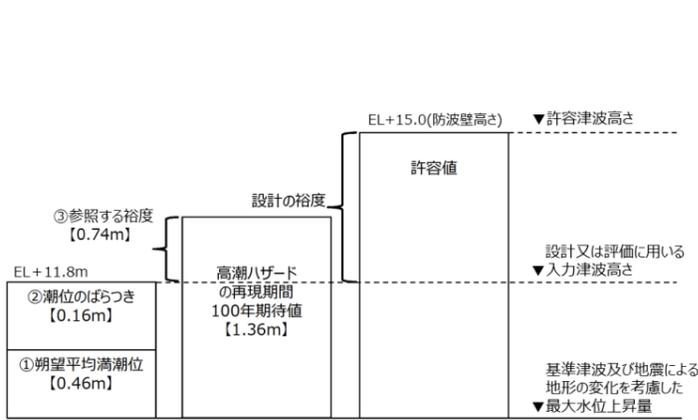 EL+15.0(防波壁高さ)
▼許容津波高さ
許容値
設計の裕度
③参照する裕度
【0.74m】
EL+11.8m
設計又は評価に用いる
▼入力津波高さ
高潮ハザード
の再現期間
100年期待値
【1.36m】
②潮位のばらつき
【0.16m】
①朔望平均満潮位
【0.46m】
基準津波及び地震による
地形の変化を考慮した
▼最大水位上昇量